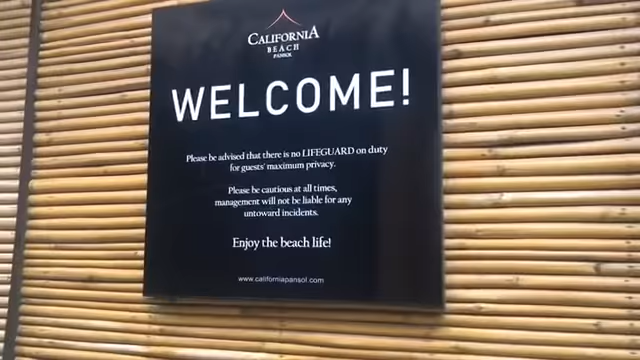 CALIFORNIA
BEACH
PANSOL
WELCOME!
Please be advised that there is no LIFEGUARD on duty
for guests' maximum privacy.
Please be cautious at all times,
management will not be liable for any
untoward incidents.
Enjoy the beach life!
www.californiapansol.com